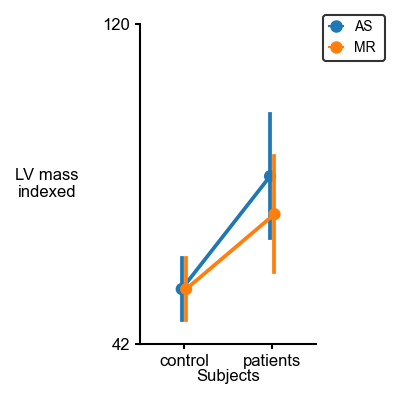 120
AS
MR
LV mass
indexed
42
control patients
Subjects